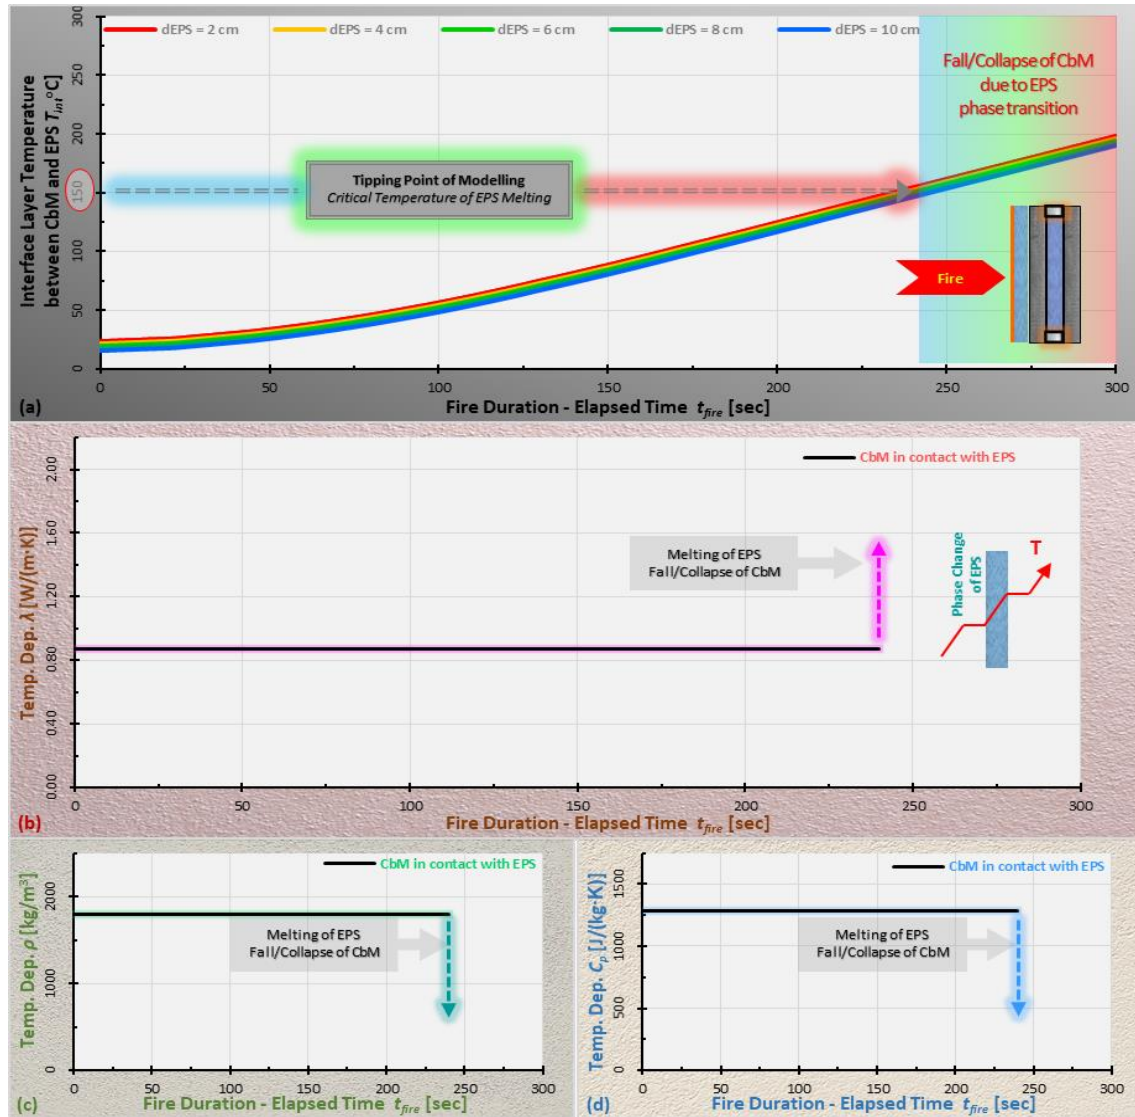 300
250
200
150
100
50
0
Interface Layer Temperature
between CbM and EPS T_int °C
dEPS = 2 cm
dEPS = 4 cm
dEPS = 6 cm
dEPS = 8 cm
dEPS = 10 cm
Fall/Collapse of CbM
due to EPS
phase transition
Tipping Point of Modelling
Critical Temperature of EPS Melting
Fire
0 50 100 150 200 250 300
(a)
Fire Duration - Elapsed Time t_fire [sec]
2.00
1.60
1.20
0.80
0.40
0.00
Temp. Dep. λ [W/(m·K)]
CbM in contact with EPS
Melting of EPS
Fall/Collapse of CbM
Phase Change
of EPS
T
0 50 100 150 200 250 300
(b)
Fire Duration - Elapsed Time t_fire [sec]
2000
1000
0
Temp. Dep. ρ [kg/m³]
CbM in contact with EPS
Melting of EPS
Fall/Collapse of CbM
0 50 100 150 200 250 300
(c)
Fire Duration - Elapsed Time t_fire [sec]
1500
1000
500
0
Temp. Dep. C_p [J/(kg·K)]
CbM in contact with EPS
Melting of EPS
Fall/Collapse of CbM
0 50 100 150 200 250 300
(d)
Fire Duration - Elapsed Time t_fire [sec]